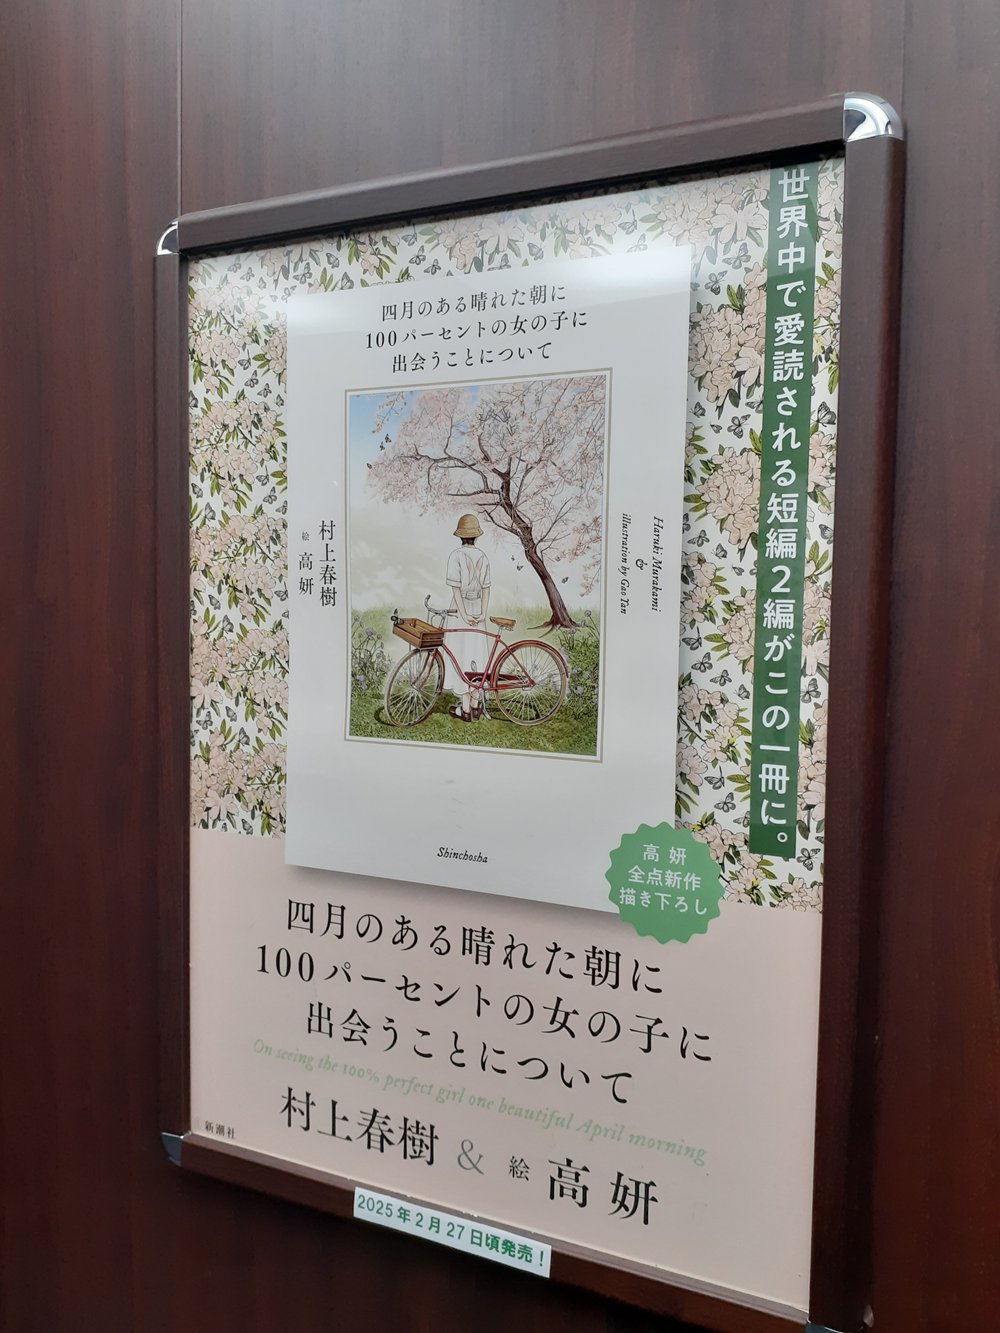 世界中で愛読される短編2編がこの一冊に。
四月のある晴れた朝に
100パーセントの女の子に
出会うことについて
村上春樹
絵 高妍
Haruki Murakami
&
illustration by Gao Yan
Shinchosha
高 妍
全点新作
描き下ろし
四月のある晴れた朝に
100パーセントの女の子に
出会うことについて
On seeing the 100% perfect girl one beautiful April morning
村上春樹 & 絵 高 妍
新潮社
2025年2月27日頃発売!